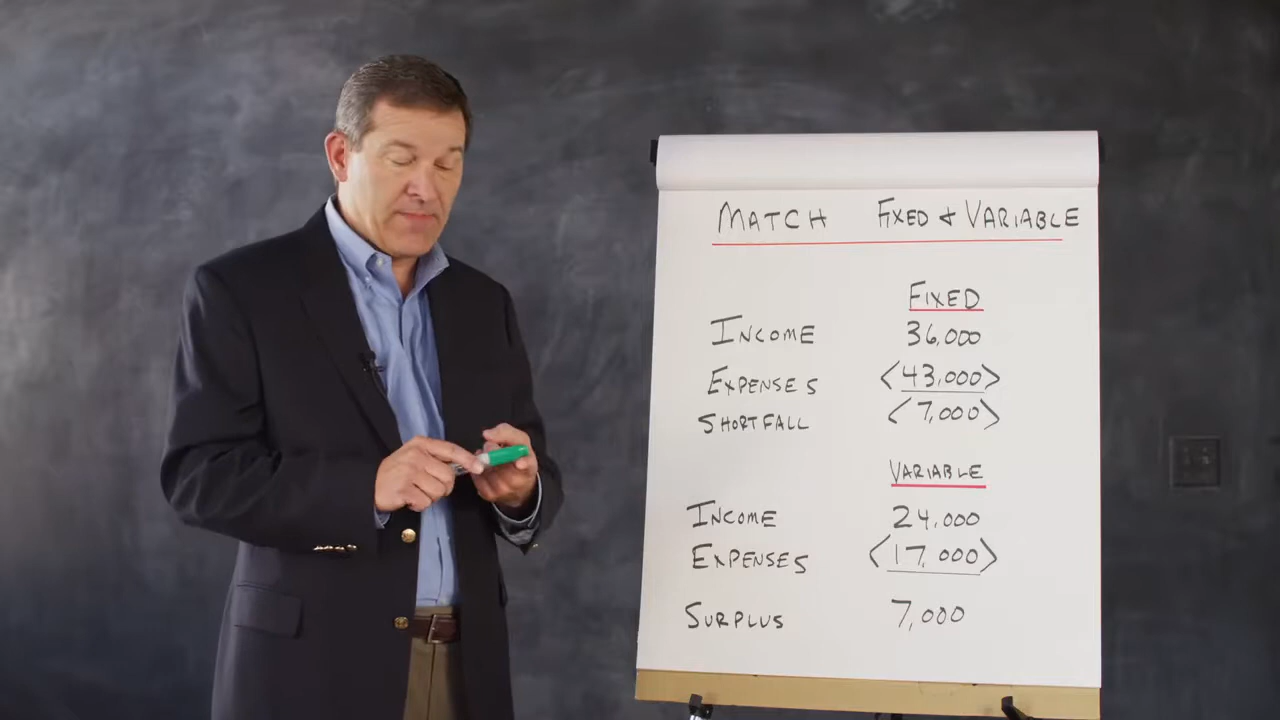 MATCH FIXED & VARIABLE
FIXED
INCOME 36,000
EXPENSES <43,000>
SHORTFALL <7,000>
VARIABLE
INCOME 24,000
EXPENSES <17,000>
SURPLUS 7,000